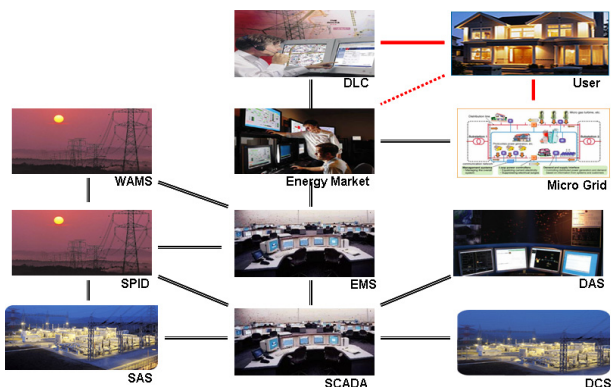 DLC
User
WAMS
Energy Market
Micro Grid
SPID
EMS
DAS
SAS
SCADA
DCS